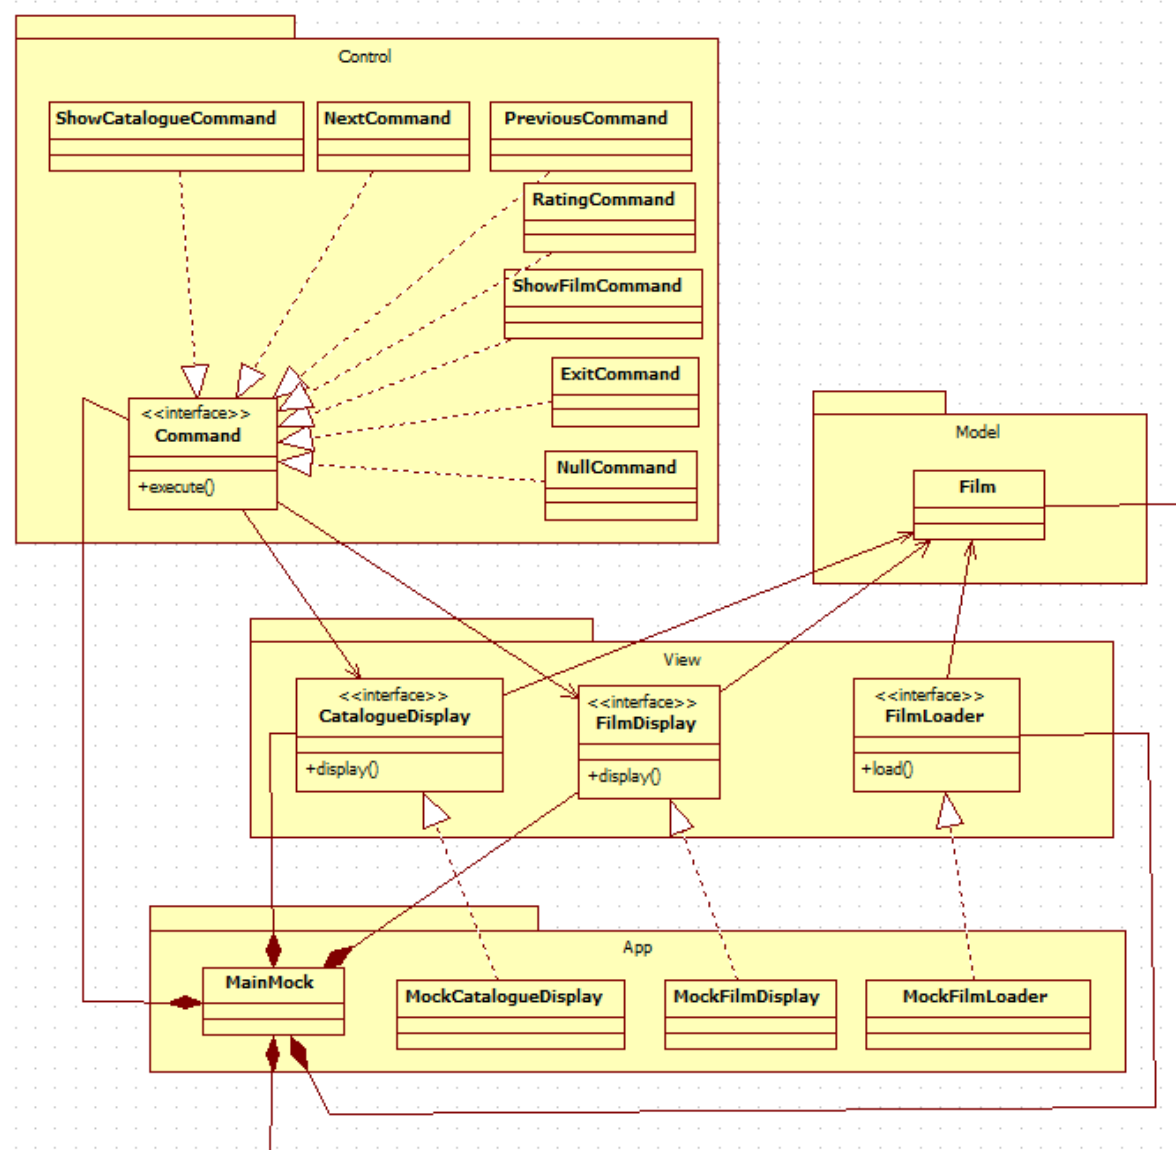 Control
ShowCatalogueCommand
NextCommand
PreviousCommand
RatingCommand
ShowFilmCommand
ExitCommand
NullCommand
<<interface>>
Command
+execute()
Model
Film
View
<<interface>>
CatalogueDisplay
+display()
<<interface>>
FilmDisplay
+display()
<<interface>>
FilmLoader
+load()
App
MainMock
MockCatalogueDisplay
MockFilmDisplay
MockFilmLoader